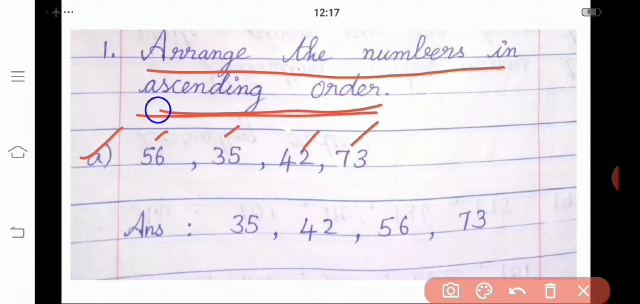 12:17
1. Arrange the numbers in
ascending order.
a) 56 , 35 , 42 , 73
Ans : 35 , 42 , 56 , 73